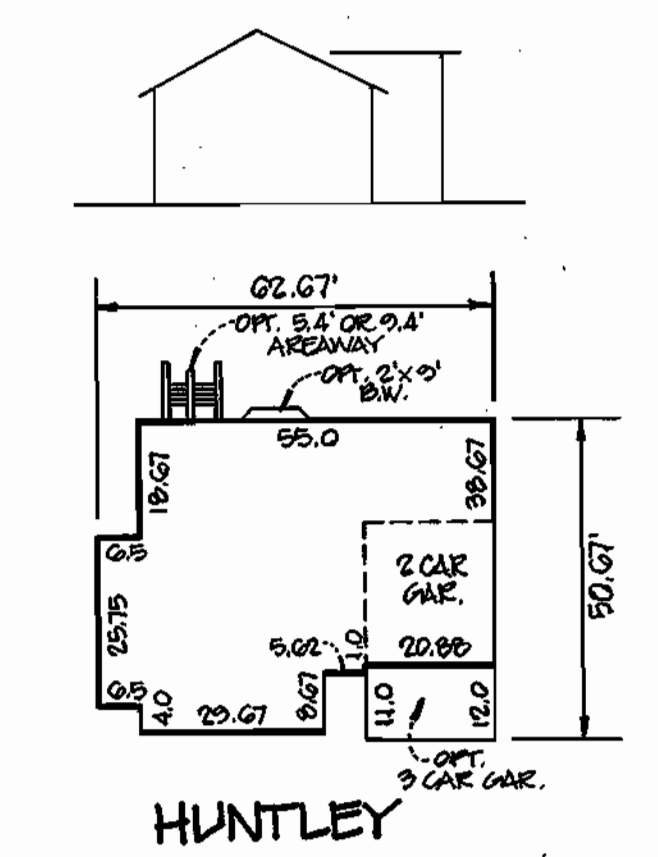 62.67'
OPT. 5.4' OR 9.4'
AREAWAY
OPT. 2' X 9'
B.W.
55.0
18.67
38.67
6.5
2 CAR
GAR.
50.67'
25.75
5.62
1.0
20.88
6.5
4.0
29.67
8.67
11.0
12.0
OPT.
3 CAR GAR.
HUNTLEY